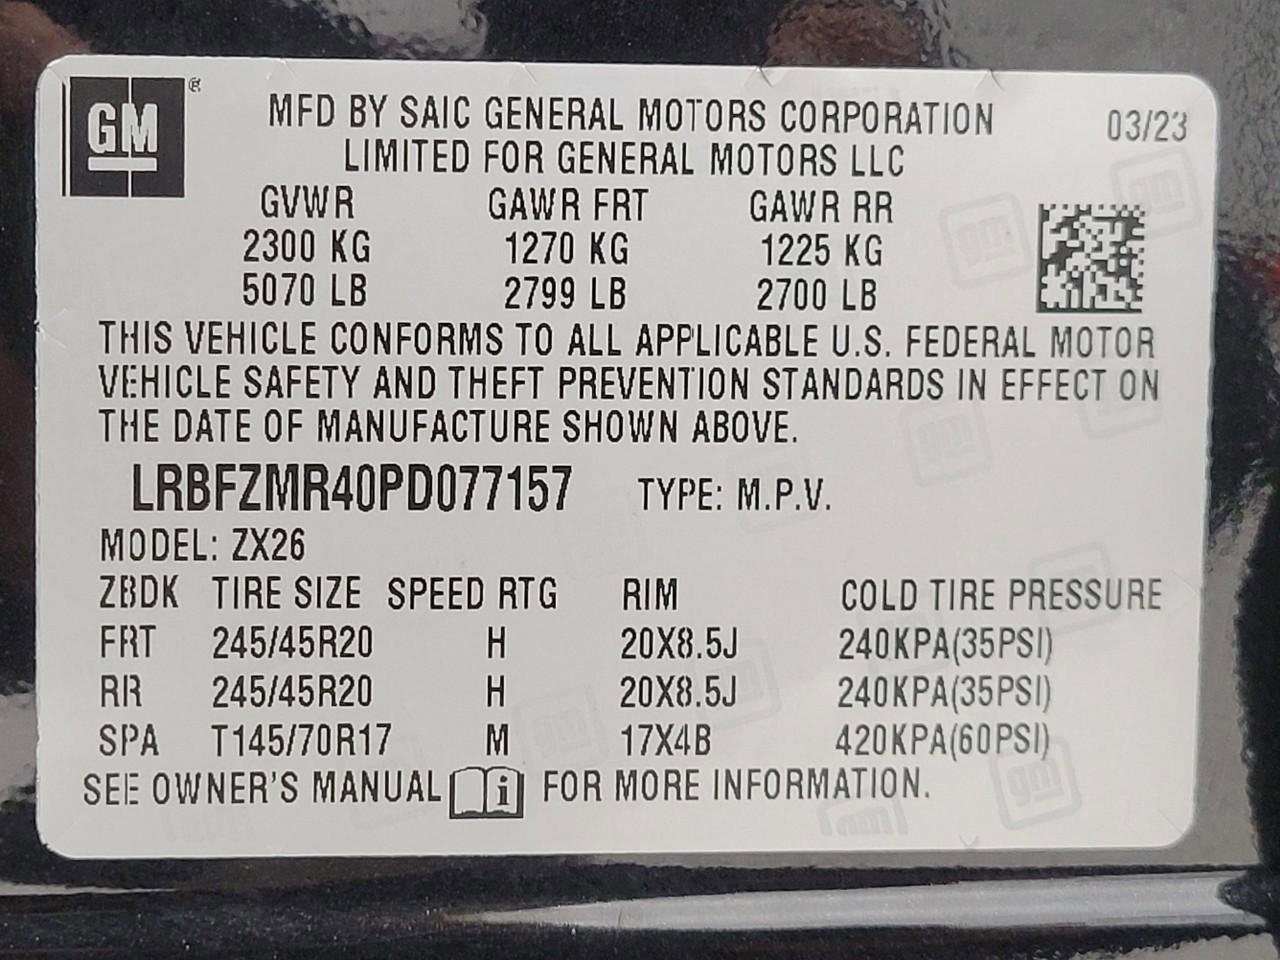 GM ®
MFD BY SAIC GENERAL MOTORS CORPORATION 03/23
LIMITED FOR GENERAL MOTORS LLC
GVWR GAWR FRT GAWR RR
2300 KG 1270 KG 1225 KG
5070 LB 2799 LB 2700 LB
THIS VEHICLE CONFORMS TO ALL APPLICABLE U.S. FEDERAL MOTOR
VEHICLE SAFETY AND THEFT PREVENTION STANDARDS IN EFFECT ON
THE DATE OF MANUFACTURE SHOWN ABOVE.
LRBFZMR40PD077157 TYPE: M.P.V.
MODEL: ZX26
ZBDK TIRE SIZE SPEED RTG RIM COLD TIRE PRESSURE
FRT 245/45R20 H 20X8.5J 240KPA(35PSI)
RR 245/45R20 H 20X8.5J 240KPA(35PSI)
SPA T145/70R17 M 17X4B 420KPA(60PSI)
SEE OWNER'S MANUAL i FOR MORE INFORMATION.